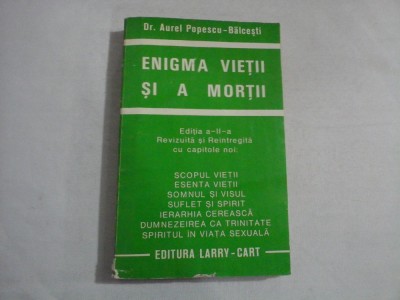 Dr. Aurel Popescu-Bălcești
ENIGMA VIEȚII
ȘI A MORȚII
Ediția a-II-a
Revizuită și Reîntregită
cu capitole noi:
SCOPUL VIEȚII
ESENȚA VIEȚII
SOMNUL ȘI VISUL
SUFLET ȘI SPIRIT
IERARHIA CEREASCĂ
DUMNEZEIREA CA TRINITATE
SPIRITUL ÎN VIAȚA SEXUALĂ
EDITURA LARRY-CART